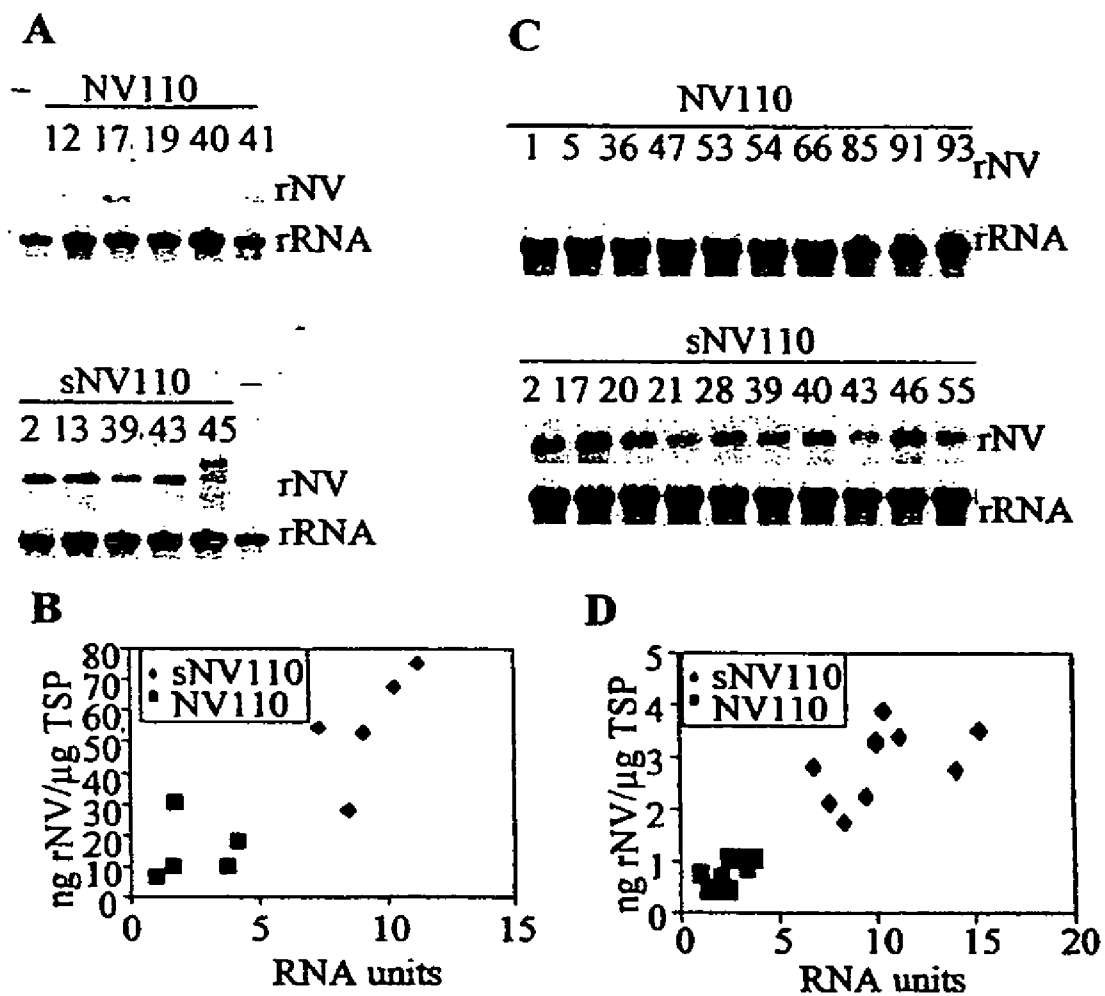 A
– NV110
12 17 19 40 41
rNV
rRNA
sNV110 –
2 13 39 43 45
rNV
rRNA
C
NV110
1 5 36 47 53 54 66 85 91 93
rNV
rRNA
sNV110
2 17 20 21 28 39 40 43 46 55
rNV
rRNA
B
80
70
60
50
40
30
20
10
0
ng rNV/µg TSP
sNV110
NV110
0 5 10 15
RNA units
D
5
4
3
2
1
0
ng rNV/µg TSP
sNV110
NV110
0 5 10 15 20
RNA units